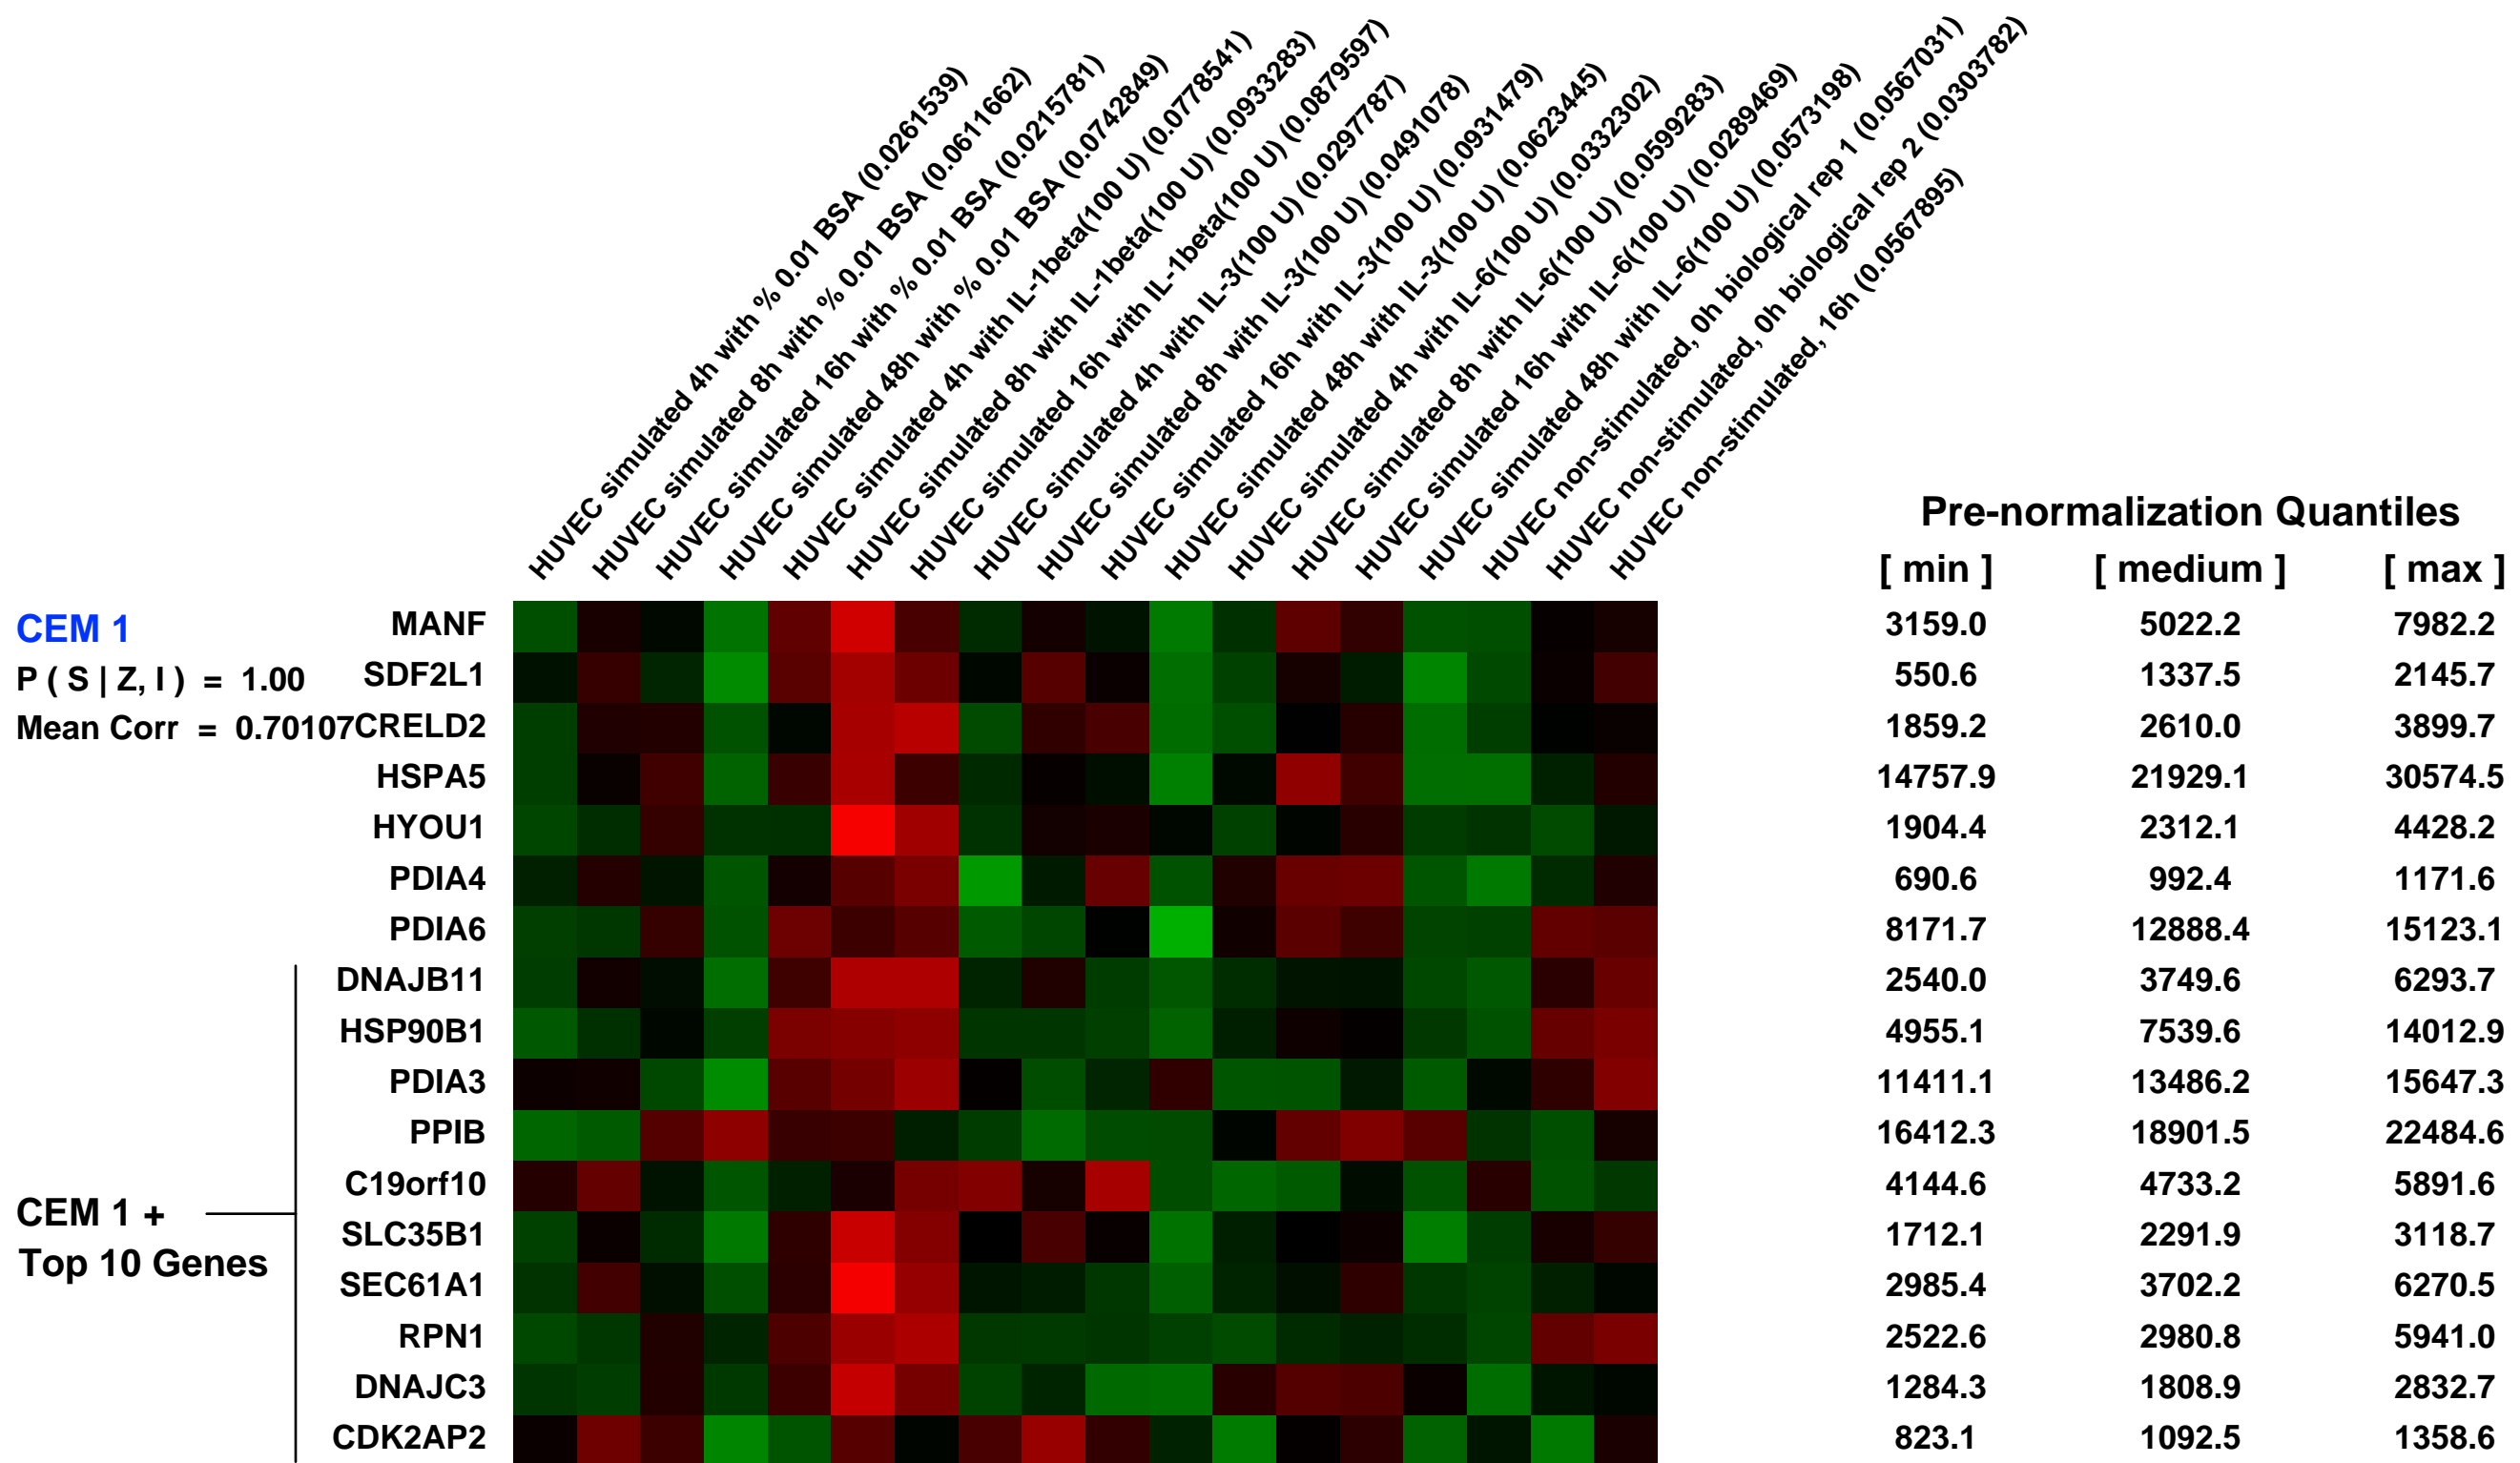 HUVEC simulated 4h with % 0.01 BSA (0.0261539)
HUVEC simulated 8h with % 0.01 BSA (0.0611662)
HUVEC simulated 16h with % 0.01 BSA (0.0215781)
HUVEC simulated 48h with % 0.01 BSA (0.0742849)
HUVEC simulated 4h with IL-1beta(100 U) (0.0778541)
HUVEC simulated 8h with IL-1beta(100 U) (0.0933283)
HUVEC simulated 16h with IL-1beta(100 U) (0.0879597)
HUVEC simulated 4h with IL-3(100 U) (0.0297787)
HUVEC simulated 8h with IL-3(100 U) (0.0491078)
HUVEC simulated 16h with IL-3(100 U) (0.0931479)
HUVEC simulated 48h with IL-3(100 U) (0.0623445)
HUVEC simulated 4h with IL-6(100 U) (0.0332302)
HUVEC simulated 8h with IL-6(100 U) (0.0599283)
HUVEC simulated 16h with IL-6(100 U) (0.0289469)
HUVEC simulated 48h with IL-6(100 U) (0.0573198)
HUVEC non-stimulated, 0h biological rep 1 (0.0567031)
HUVEC non-stimulated, 0h biological rep 2 (0.0303782)
HUVEC non-stimulated, 16h (0.0567895)
Pre-normalization Quantiles
[ min ] [ medium ] [ max ]
CEM 1
P ( S | Z, I ) = 1.00
Mean Corr = 0.70107
MANF 3159.0 5022.2 7982.2
SDF2L1 550.6 1337.5 2145.7
CRELD2 1859.2 2610.0 3899.7
HSPA5 14757.9 21929.1 30574.5
HYOU1 1904.4 2312.1 4428.2
PDIA4 690.6 992.4 1171.6
PDIA6 8171.7 12888.4 15123.1
DNAJB11 2540.0 3749.6 6293.7
HSP90B1 4955.1 7539.6 14012.9
PDIA3 11411.1 13486.2 15647.3
PPIB 16412.3 18901.5 22484.6
C19orf10 4144.6 4733.2 5891.6
SLC35B1 1712.1 2291.9 3118.7
SEC61A1 2985.4 3702.2 6270.5
RPN1 2522.6 2980.8 5941.0
DNAJC3 1284.3 1808.9 2832.7
CDK2AP2 823.1 1092.5 1358.6
CEM 1 +
Top 10 Genes